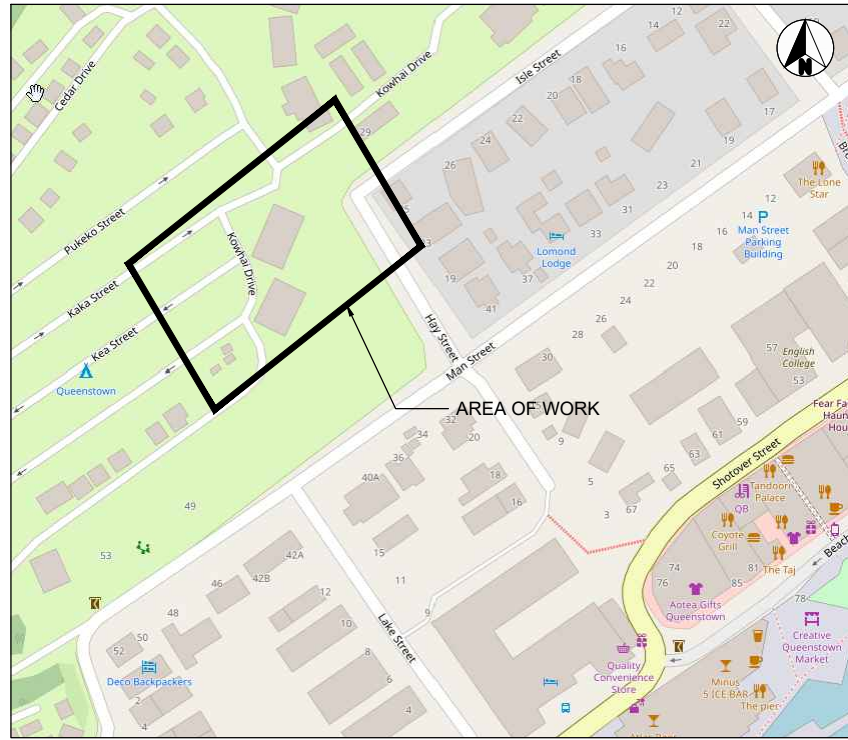 12
14
16
22
12
N
Cedar Drive
Kowhai Drive
Isle Street
18
20
22
24
26
29
17
19
21
23
31
33
37
41
19
Pukeko Street
Kaka Street
Kowhai Drive
Kea Street
Queenstown
Lomond
Lodge
The Lone
Star
12
14
16
18
20
22
24
26
28
30
P
Man Street
Parking
Building
Hay Street
Man Street
AREA OF WORK
57
English
College
53
59
61
63
65
67
Shotover Street
32
20
34
36
40A
18
16
9
5
3
Tandoori
Palace
QB
Coyote
Grill
The Taj
74
76
81
85
78
Aotea Gifts
Queenstown
Creative
Queenstown
Market
49
53
42A
42B
46
48
50
52
15
11
12
10
8
6
4
9
2
4
Lake Street
Deco Backpackers
Quality
Convenience
Store
Minus
5 ICE BAR
The pier